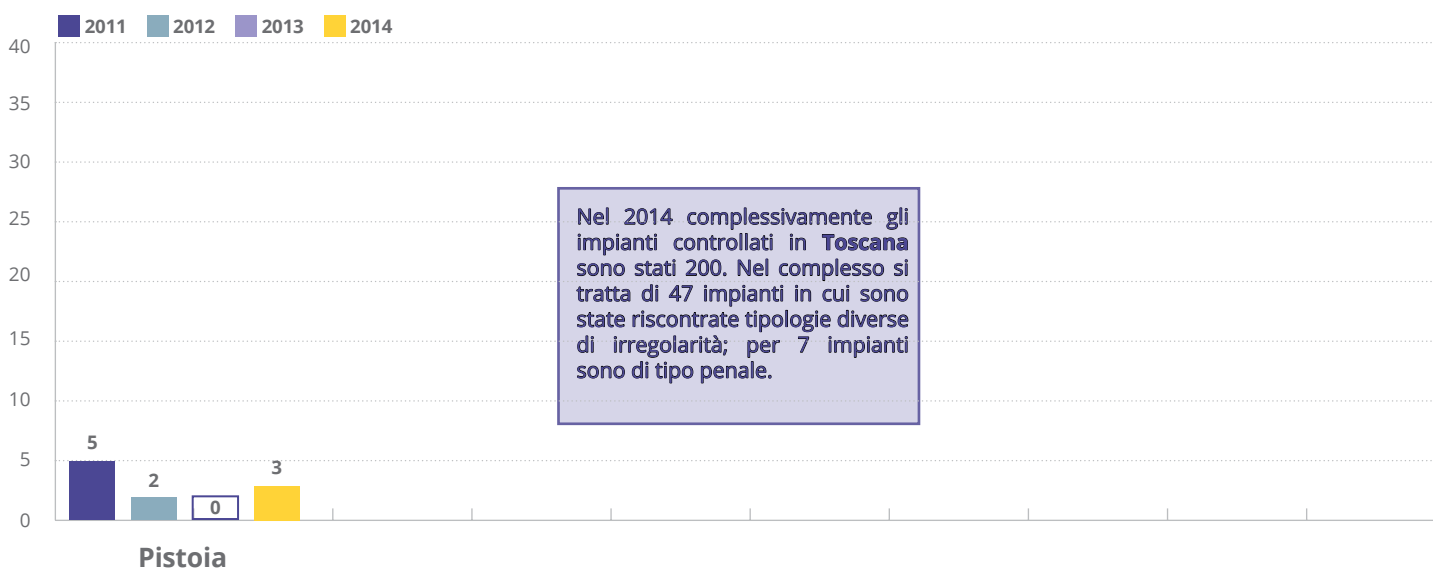 2011 2012 2013 2014
40
35
30
25
20
15
10
5
0
Nel 2014 complessivamente gli
impianti controllati in Toscana
sono stati 200. Nel complesso si
tratta di 47 impianti in cui sono
state riscontrate tipologie diverse
di irregolarità; per 7 impianti
sono di tipo penale.
5
2
0
3
Pistoia